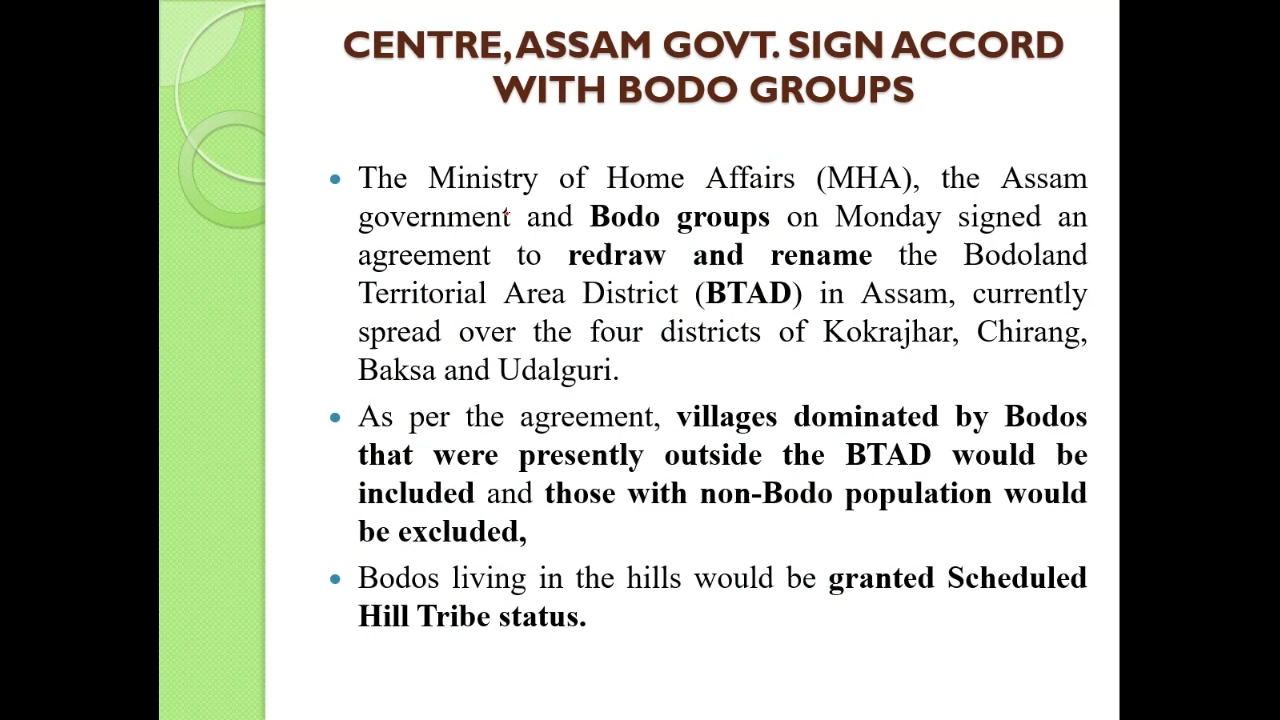 CENTRE, ASSAM GOVT. SIGN ACCORD
WITH BODO GROUPS
• The Ministry of Home Affairs (MHA), the Assam
government and Bodo groups on Monday signed an
agreement to redraw and rename the Bodoland
Territorial Area District (BTAD) in Assam, currently
spread over the four districts of Kokrajhar, Chirang,
Baksa and Udalguri.
• As per the agreement, villages dominated by Bodos
that were presently outside the BTAD would be
included and those with non-Bodo population would
be excluded,
• Bodos living in the hills would be granted Scheduled
Hill Tribe status.